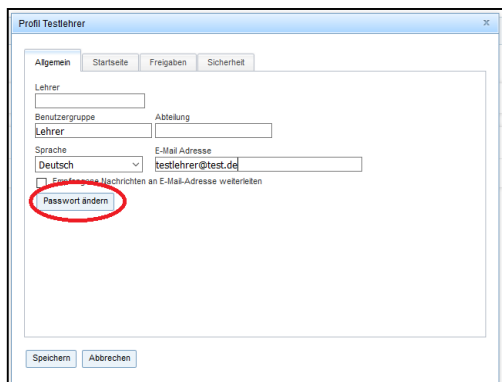 Profil Testlehrer x
Allgemein Startseite Freigaben Sicherheit
Lehrer
Benutzergruppe Abteilung
Lehrer
Sprache E-Mail Adresse
Deutsch testlehrer@test.de
Empfangene Nachrichten an E-Mail-Adresse weiterleiten
Passwort ändern
Speichern Abbrechen